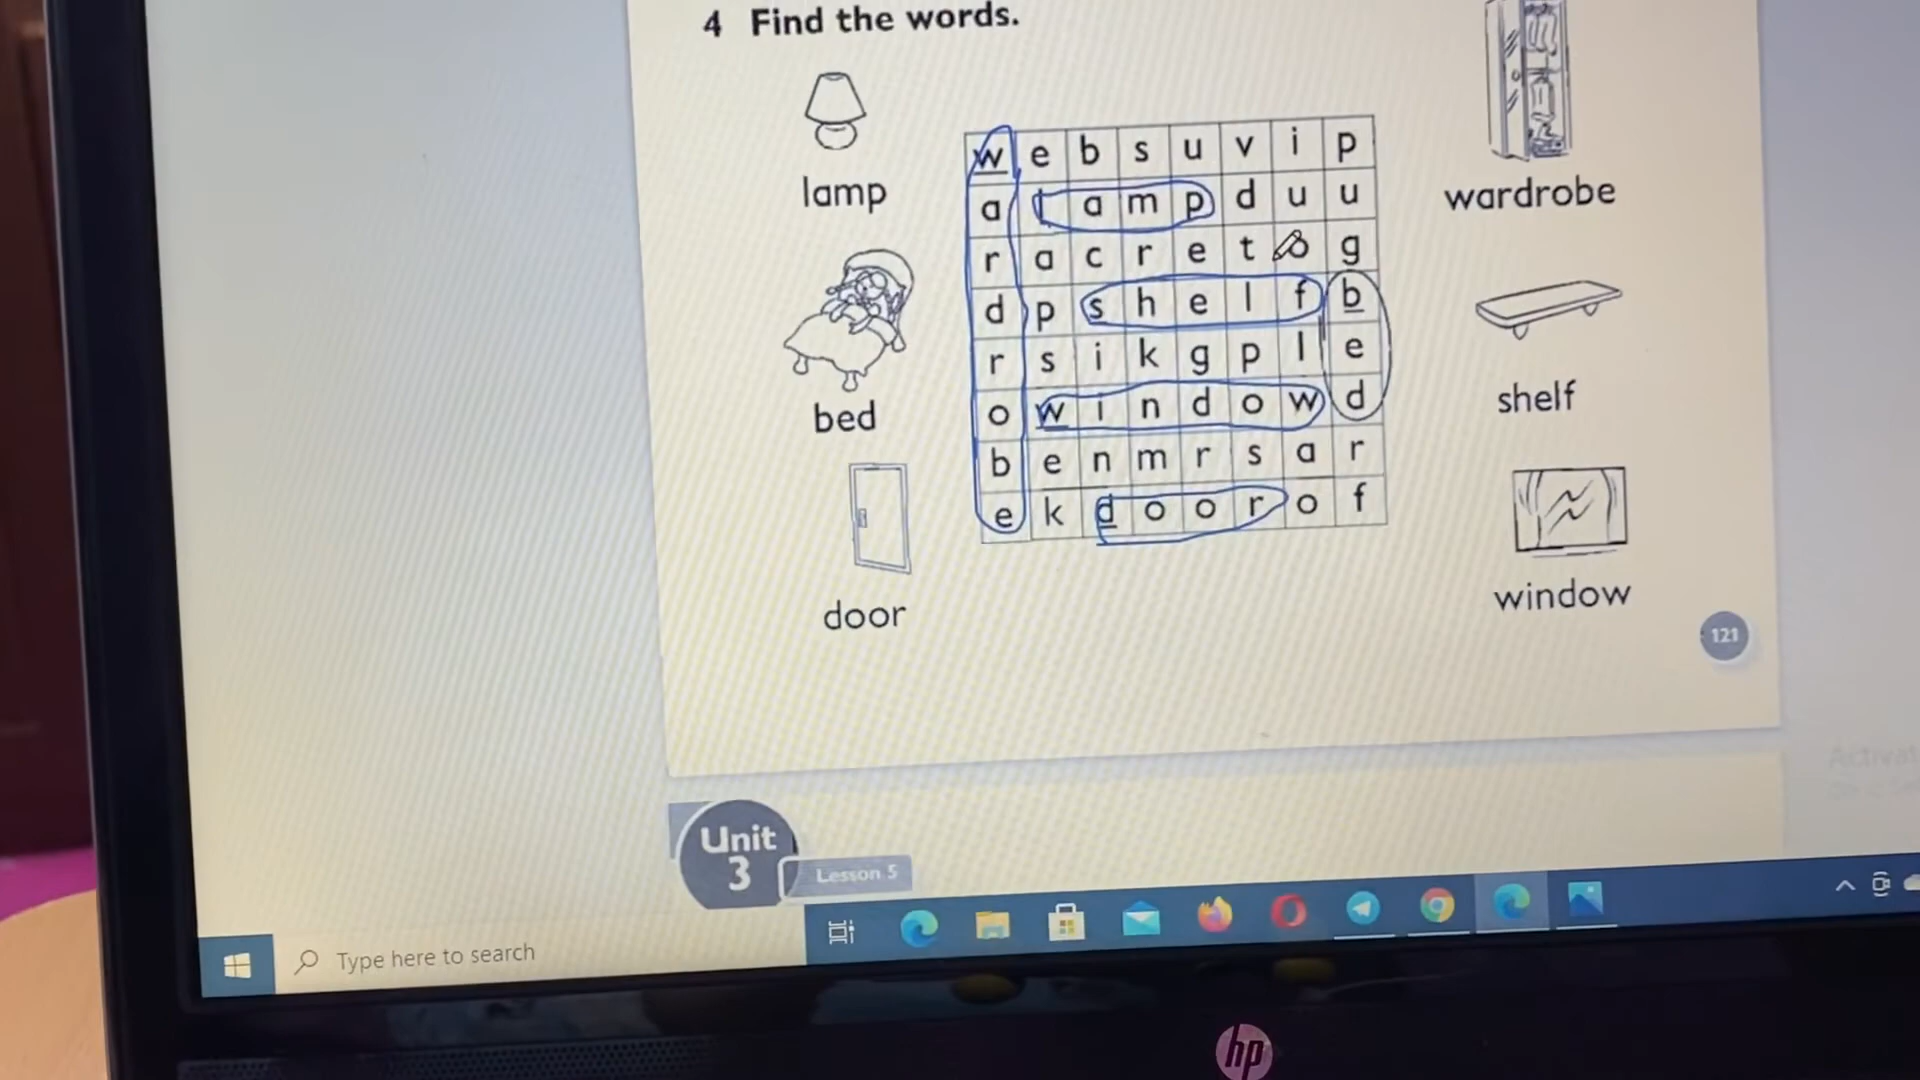 4 Find the words.
lamp
bed
door
w e b s u v i p
a l a m p d u u
r a c r e t o g
d p s h e l f b
r s i k g p l e
o w i n d o w d
b e n m r s a r
e k d o o r o f
wardrobe
shelf
window
121
Unit
3
Lesson 5
Type here to search
hp